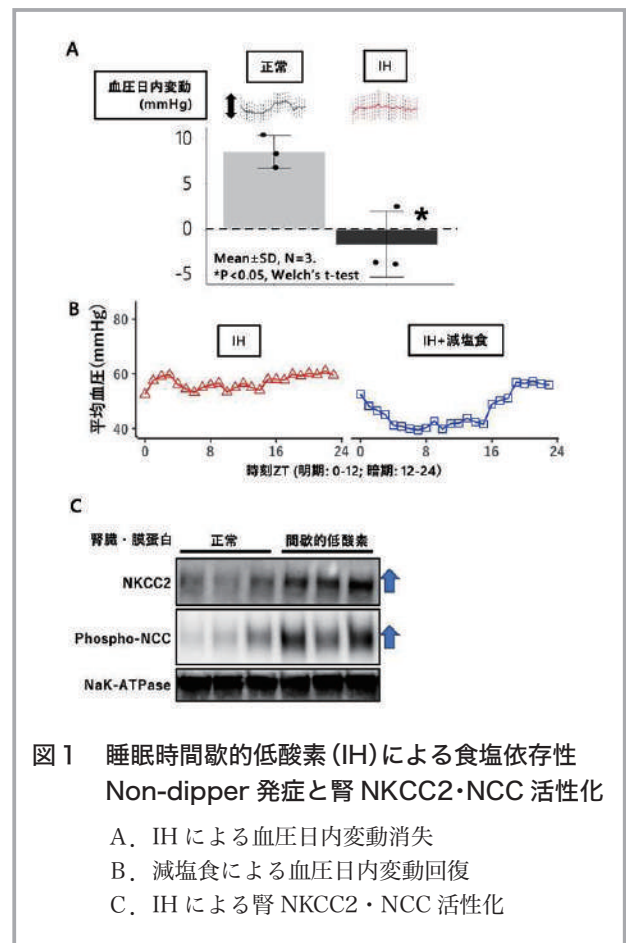 A
正常
IH
血圧日内変動
(mmHg)
10
5
0
-5
*
Mean±SD, N=3.
*P<0.05, Welch's t-test
B
平均血圧(mmHg)
80
60
40
IH
IH+減塩食
0 8 16 24 0 8 16 24
時刻ZT (明期: 0-12; 暗期: 12-24)
C
腎臓・膜蛋白 正常 間歇的低酸素
NKCC2
Phospho-NCC
NaK-ATPase
図1 睡眠時間歇的低酸素(IH)による食塩依存性
Non-dipper 発症と腎 NKCC2・NCC 活性化
A．IH による血圧日内変動消失
B．減塩食による血圧日内変動回復
C．IH による腎 NKCC2・NCC 活性化